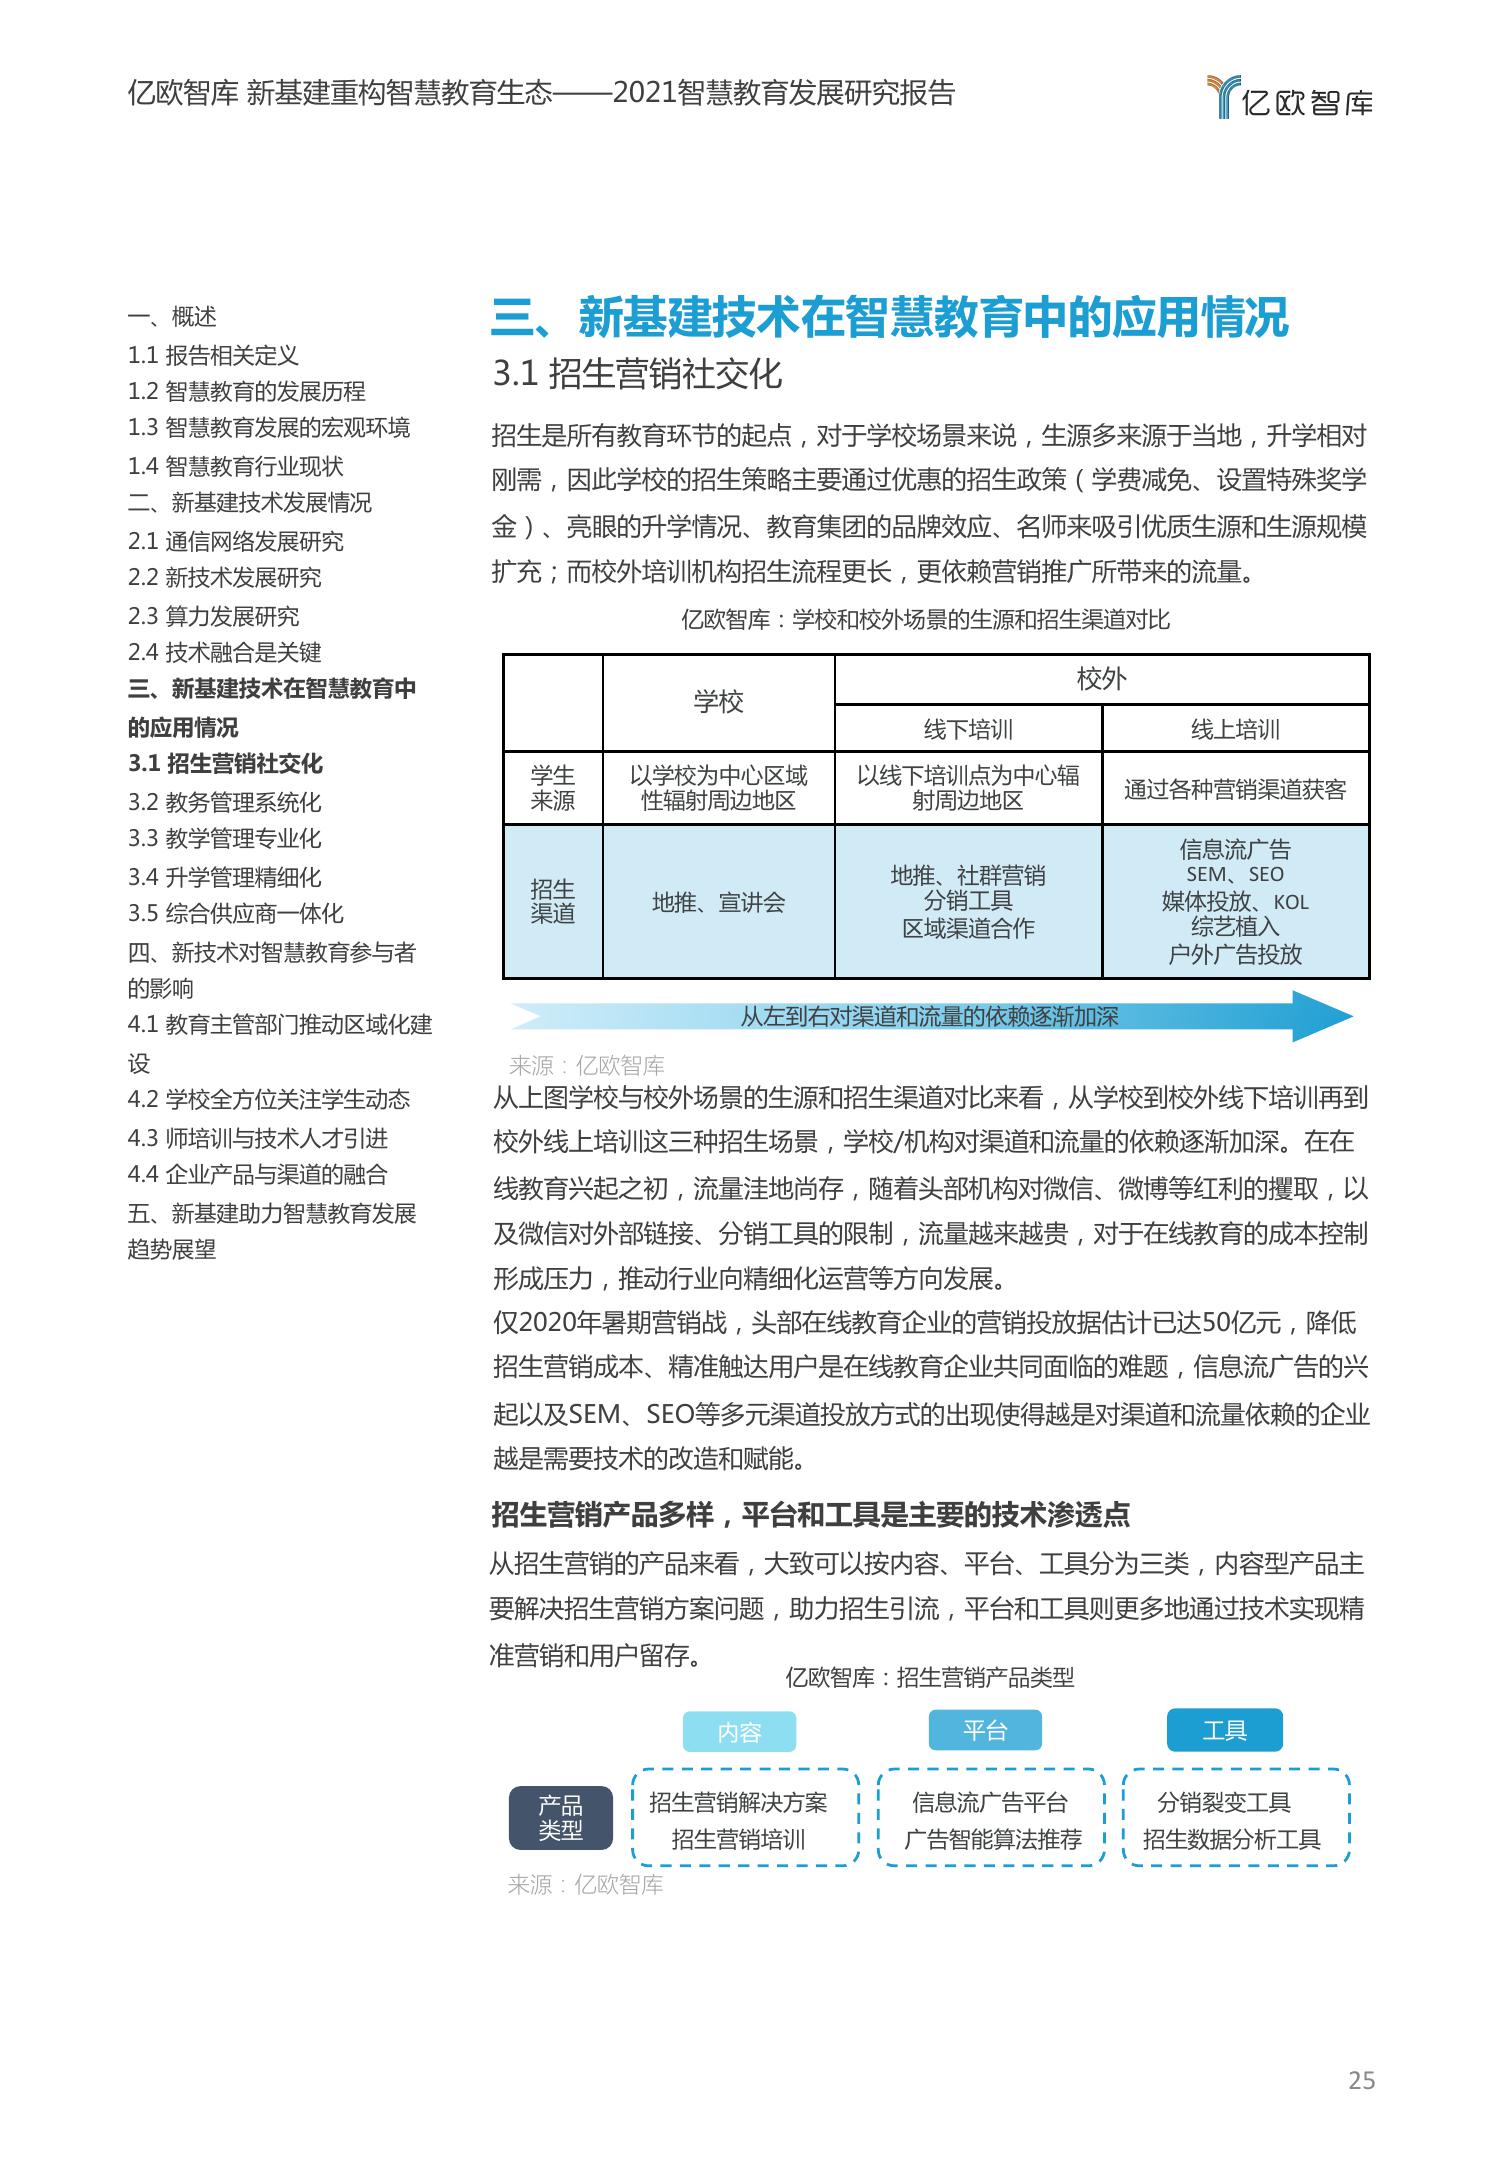 亿欧智库 新基建重构智慧教育生态——2021智慧教育发展研究报告
亿欧智库
一、概述
1.1 报告相关定义
1.2 智慧教育的发展历程
1.3 智慧教育发展的宏观环境
1.4 智慧教育行业现状
二、新基建技术发展情况
2.1 通信网络发展研究
2.2 新技术发展研究
2.3 算力发展研究
2.4 技术融合是关键
三、新基建技术在智慧教育中
的应用情况
3.1 招生营销社交化
3.2 教务管理系统化
3.3 教学管理专业化
3.4 升学管理精细化
3.5 综合供应商一体化
四、新技术对智慧教育参与者
的影响
4.1 教育主管部门推动区域化建
设
4.2 学校全方位关注学生动态
4.3 师培训与技术人才引进
4.4 企业产品与渠道的融合
五、新基建助力智慧教育发展
趋势展望
三、新基建技术在智慧教育中的应用情况
3.1 招生营销社交化
招生是所有教育环节的起点，对于学校场景来说，生源多来源于当地，升学相对
刚需，因此学校的招生策略主要通过优惠的招生政策（学费减免、设置特殊奖学
金）、亮眼的升学情况、教育集团的品牌效应、名师来吸引优质生源和生源规模
扩充；而校外培训机构招生流程更长，更依赖营销推广所带来的流量。
亿欧智库：学校和校外场景的生源和招生渠道对比
学校
校外
线下培训
线上培训
学生
来源
以学校为中心区域
性辐射周边地区
以线下培训点为中心辐
射周边地区
通过各种营销渠道获客
招生
渠道
地推、宣讲会
地推、社群营销
分销工具
区域渠道合作
信息流广告
SEM、SEO
媒体投放、KOL
综艺植入
户外广告投放
从左到右对渠道和流量的依赖逐渐加深
来源：亿欧智库
从上图学校与校外场景的生源和招生渠道对比来看，从学校到校外线下培训再到
校外线上培训这三种招生场景，学校/机构对渠道和流量的依赖逐渐加深。在在
线教育兴起之初，流量洼地尚存，随着头部机构对微信、微博等红利的攫取，以
及微信对外部链接、分销工具的限制，流量越来越贵，对于在线教育的成本控制
形成压力，推动行业向精细化运营等方向发展。
仅2020年暑期营销战，头部在线教育企业的营销投放据估计已达50亿元，降低
招生营销成本、精准触达用户是在线教育企业共同面临的难题，信息流广告的兴
起以及SEM、SEO等多元渠道投放方式的出现使得越是对渠道和流量依赖的企业
越是需要技术的改造和赋能。
招生营销产品多样，平台和工具是主要的技术渗透点
从招生营销的产品来看，大致可以按内容、平台、工具分为三类，内容型产品主
要解决招生营销方案问题，助力招生引流，平台和工具则更多地通过技术实现精
准营销和用户留存。
亿欧智库：招生营销产品类型
内容
平台
工具
产品
类型
招生营销解决方案
招生营销培训
信息流广告平台
广告智能算法推荐
分销裂变工具
招生数据分析工具
来源：亿欧智库
25